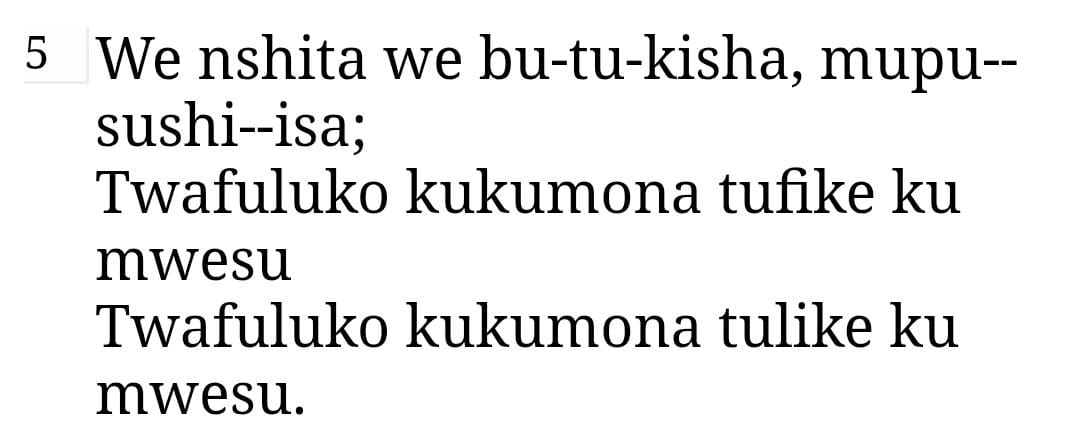 5 We nshita we bu-tu-kisha, mupu--
sushi--isa;
Twafuluko kukumona tufike ku
mwesu
Twafuluko kukumona tulike ku
mwesu.